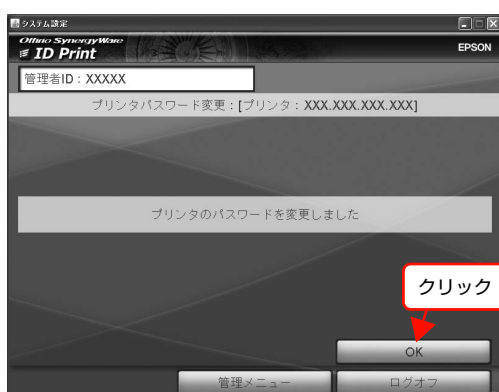 システム設定
Offirio SynergyWare
ID Print
EPSON
管理者ID：XXXXX
プリンタパスワード変更：[プリンタ：XXX.XXX.XXX.XXX]
プリンタのパスワードを変更しました
クリック
OK
管理メニュー
ログオフ